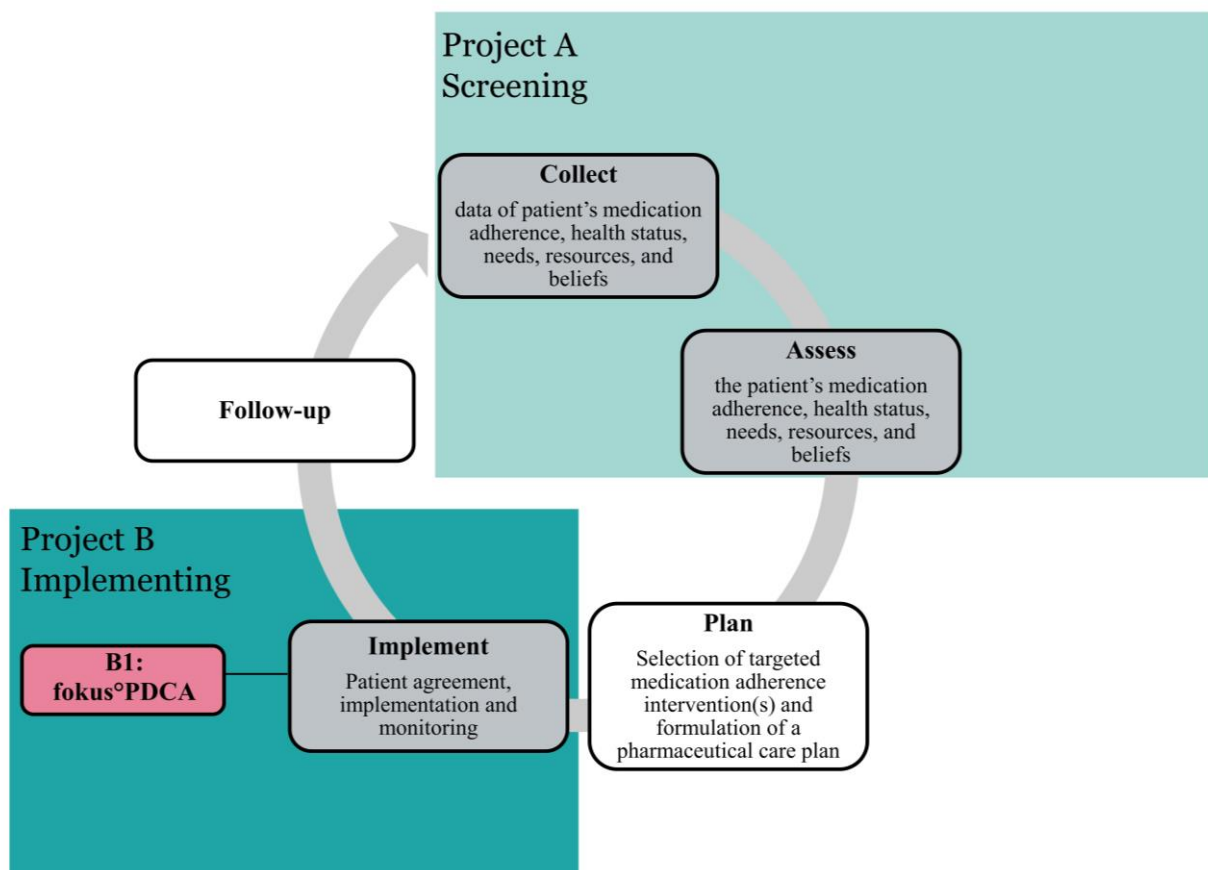 Project A
Screening
Collect
data of patient’s medication
adherence, health status,
needs, resources, and
beliefs
Assess
the patient’s medication
adherence, health status,
needs, resources, and
beliefs
Follow-up
Project B
Implementing
B1:
fokus°PDCA
Implement
Patient agreement,
implementation and
monitoring
Plan
Selection of targeted
medication adherence
intervention(s) and
formulation of a
pharmaceutical care plan